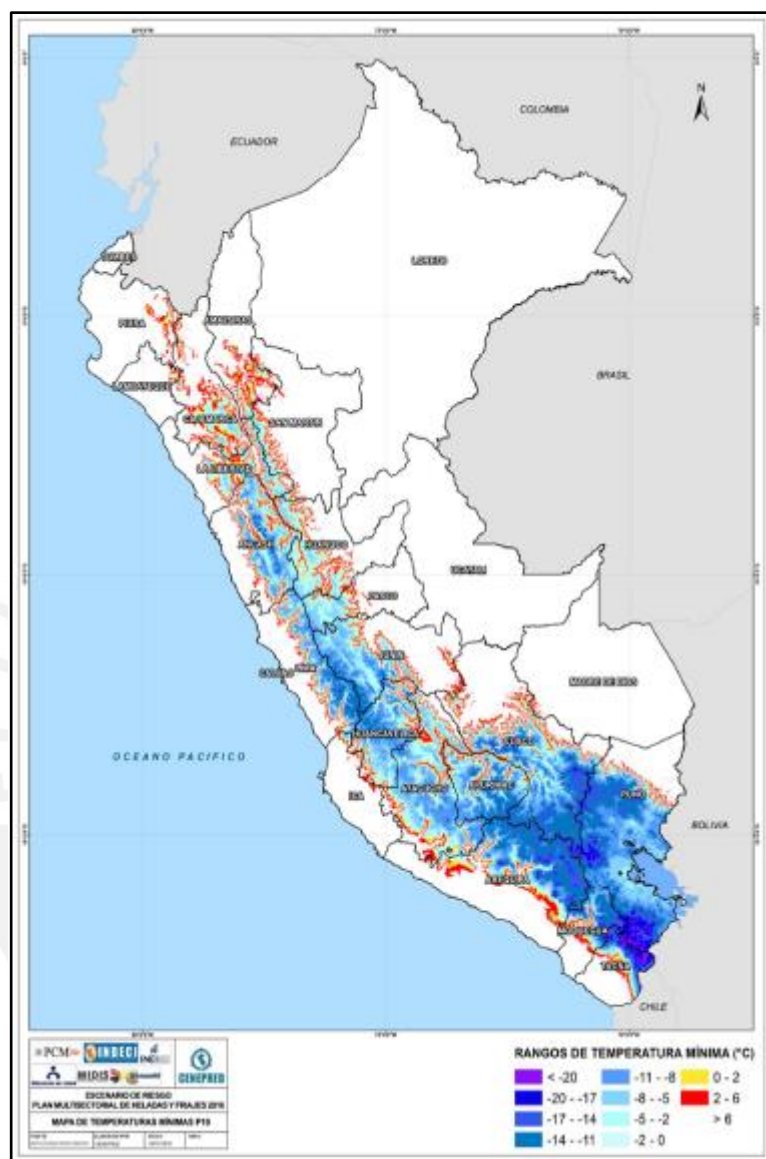 N
COLOMBIA
ECUADOR
TUMBES
LORETO
PIURA
AMAZONAS
LAMBAYEQUE
BRASIL
CAJAMARCA
SAN MARTIN
LA LIBERTAD
ANCASH
HUANUCO
UCAYALI
PASCO
JUNIN
CALLAO
LIMA
MADRE DE DIOS
HUANCAVELICA
CUSCO
OCEANO PACIFICO
ICA
AYACUCHO
APURIMAC
PUNO
BOLIVIA
AREQUIPA
MOQUEGUA
TACNA
CHILE
PCM
INDECI
MIDIS
CENEPRED
ESCENARIO DE RIESGO
PLAN MULTISECTORIAL DE HELADAS Y FRIAJES 2016
MAPA DE TEMPERATURAS MÍNIMAS P10
RANGOS DE TEMPERATURA MÍNIMA (°C)
< -20 -11 - -8 0 - 2
-20 - -17 -8 - -5 2 - 6
-17 - -14 -5 - -2 > 6
-14 - -11 -2 - 0